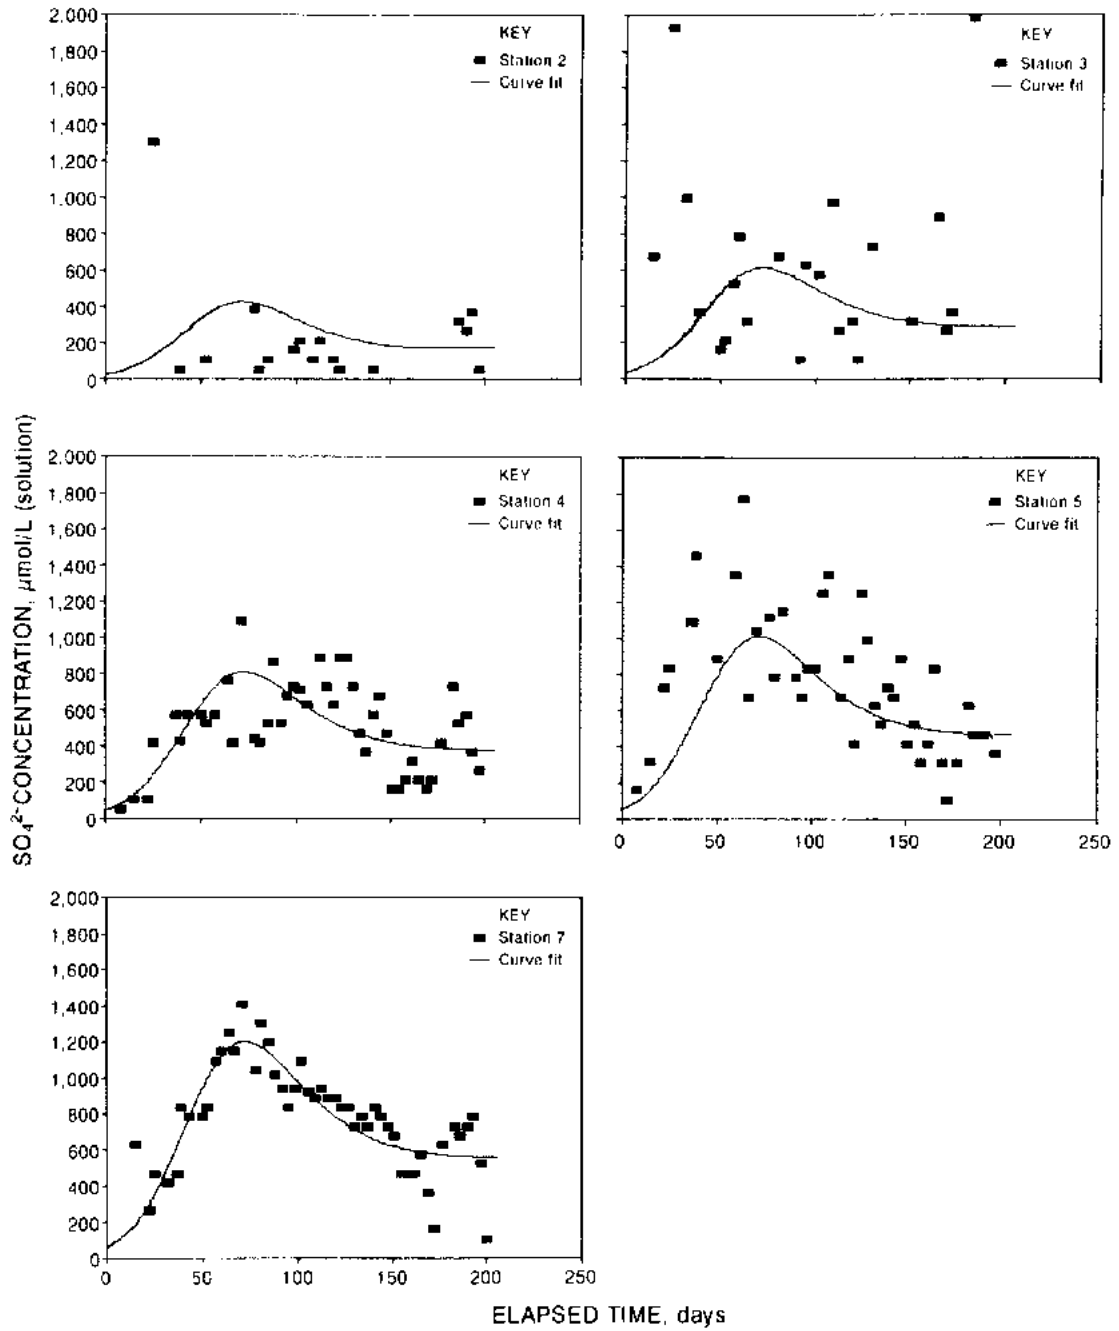 2,000
1,800
1,600
1,400
1,200
1.000
800
600
400
200
0
KEY
Station 2
Curve fit
KEY
Station 3
Curve fit
SO₄²⁻CONCENTRATION, µmol/L (solution)
2.000
1,800
1,600
1,400
1,200
1,000
800
600
400
200
0
KEY
Station 4
Curve fit
KEY
Station 5
Curve fit
0 50 100 150 200 250
2,000
1,800
1,600
1,400
1,200
1,000
800
600
400
200
0
KEY
Station 7
Curve fit
0 50 100 150 200 250
ELAPSED TIME, days